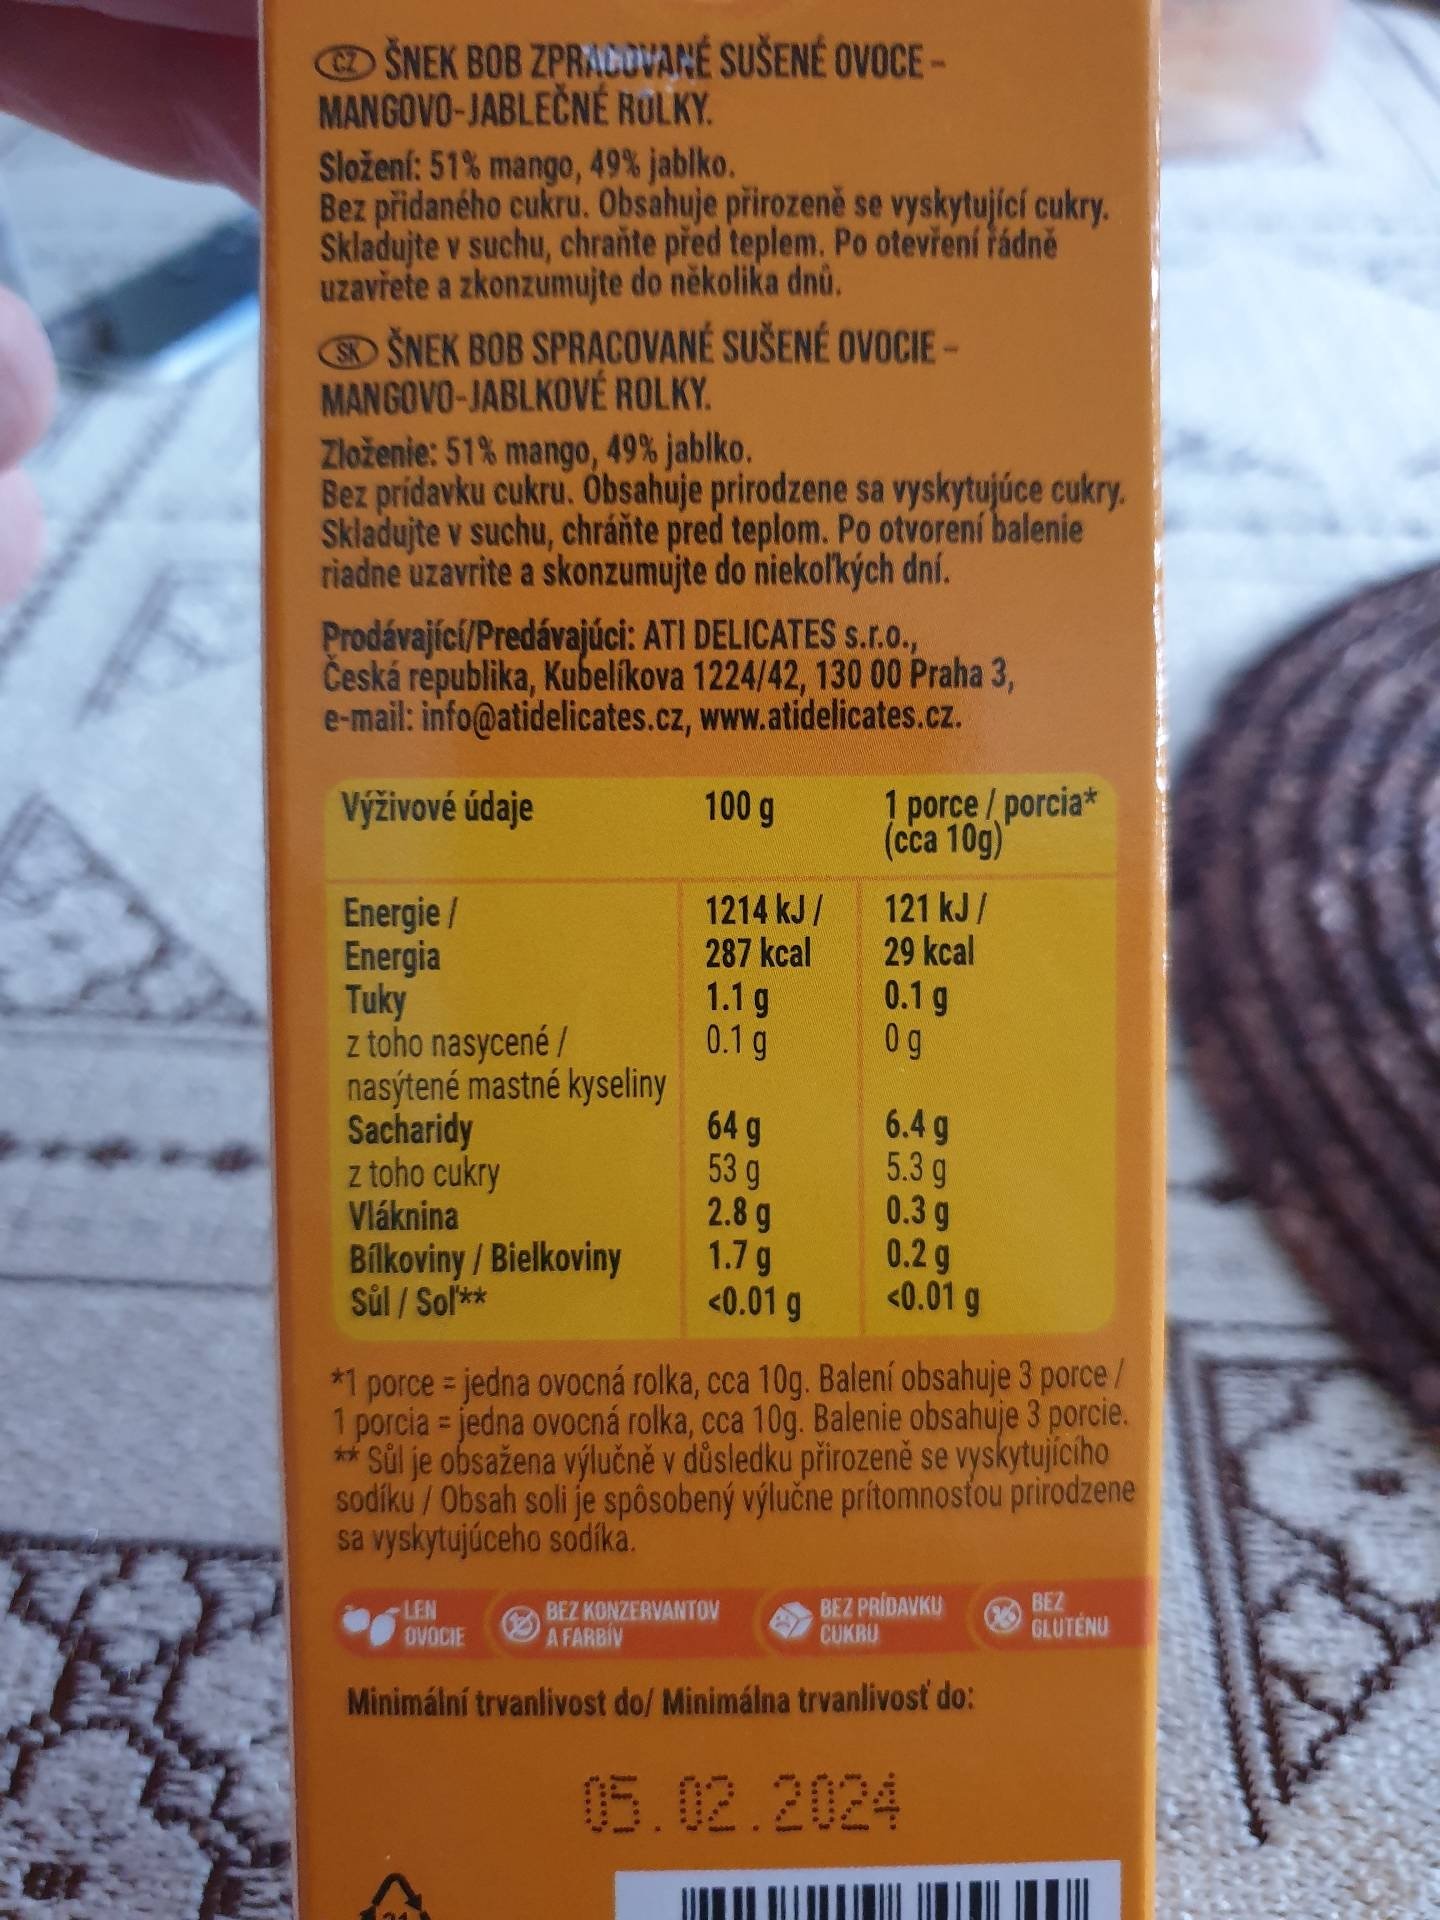 CZ ŠNEK BOB ZPRACOVANÉ SUŠENÉ OVOCE -
MANGOVO-JABLEČNÉ ROLKY.
Složení: 51% mango, 49% jablko.
Bez přidaného cukru. Obsahuje přirozeně se vyskytující cukry.
Skladujte v suchu, chraňte před teplem. Po otevření řádně
uzavřete a zkonzumujte do několika dnů.
SK ŠNEK BOB SPRACOVANÉ SUŠENÉ OVOCIE -
MANGOVO-JABLKOVÉ ROLKY.
Zloženie: 51% mango, 49% jablko.
Bez prídavku cukru. Obsahuje prirodzene sa vyskytujúce cukry.
Skladujte v suchu, chráňte pred teplom. Po otvorení balenie
riadne uzavrite a skonzumujte do niekoľkých dní.
Prodávající/Predávajúci: ATI DELICATES s.r.o.,
Česká republika, Kubelíkova 1224/42, 130 00 Praha 3,
e-mail: info@atidelicates.cz, www.atidelicates.cz.
Výživové údaje 100 g 1 porce / porcia*
(cca 10g)
Energie / 1214 kJ / 121 kJ /
Energia 287 kcal 29 kcal
Tuky 1.1 g 0.1 g
z toho nasycené / 0.1 g 0 g
nasýtené mastné kyseliny
Sacharidy 64 g 6.4 g
z toho cukry 53 g 5.3 g
Vláknina 2.8 g 0.3 g
Bílkoviny / Bielkoviny 1.7 g 0.2 g
Sůl / Soľ** <0.01 g <0.01 g
*1 porce = jedna ovocná rolka, cca 10g. Balení obsahuje 3 porce /
1 porcia = jedna ovocná rolka, cca 10g. Balenie obsahuje 3 porcie.
** Sůl je obsažena výlučně v důsledku přirozeně se vyskytujícího
sodíku / Obsah soli je spôsobený výlučne prítomnosťou prirodzene
sa vyskytujúceho sodíka.
LEN
OVOCIE
BEZ KONZERVANTOV
A FARBÍV
BEZ PRÍDAVKU
CUKRU
BEZ
GLUTÉNU
Minimální trvanlivost do/ Minimálna trvanlivosť do:
05.02.2024